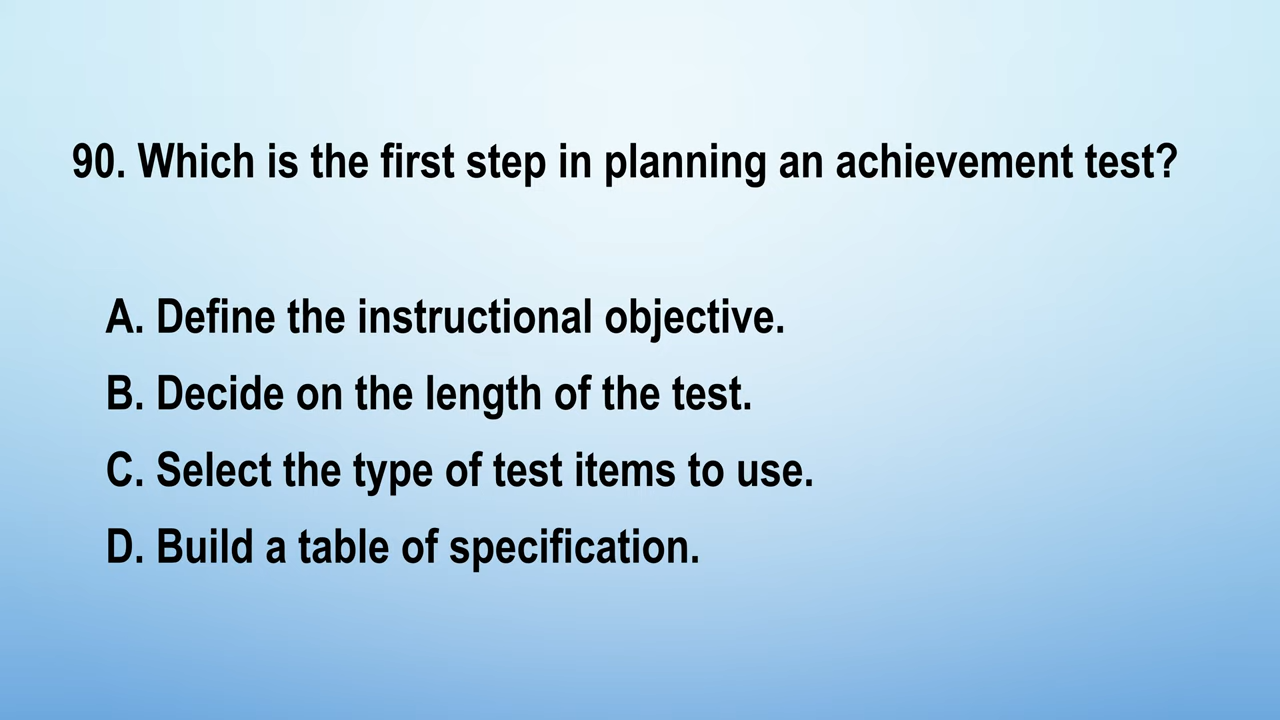 90. Which is the first step in planning an achievement test?
A. Define the instructional objective.
B. Decide on the length of the test.
C. Select the type of test items to use.
D. Build a table of specification.